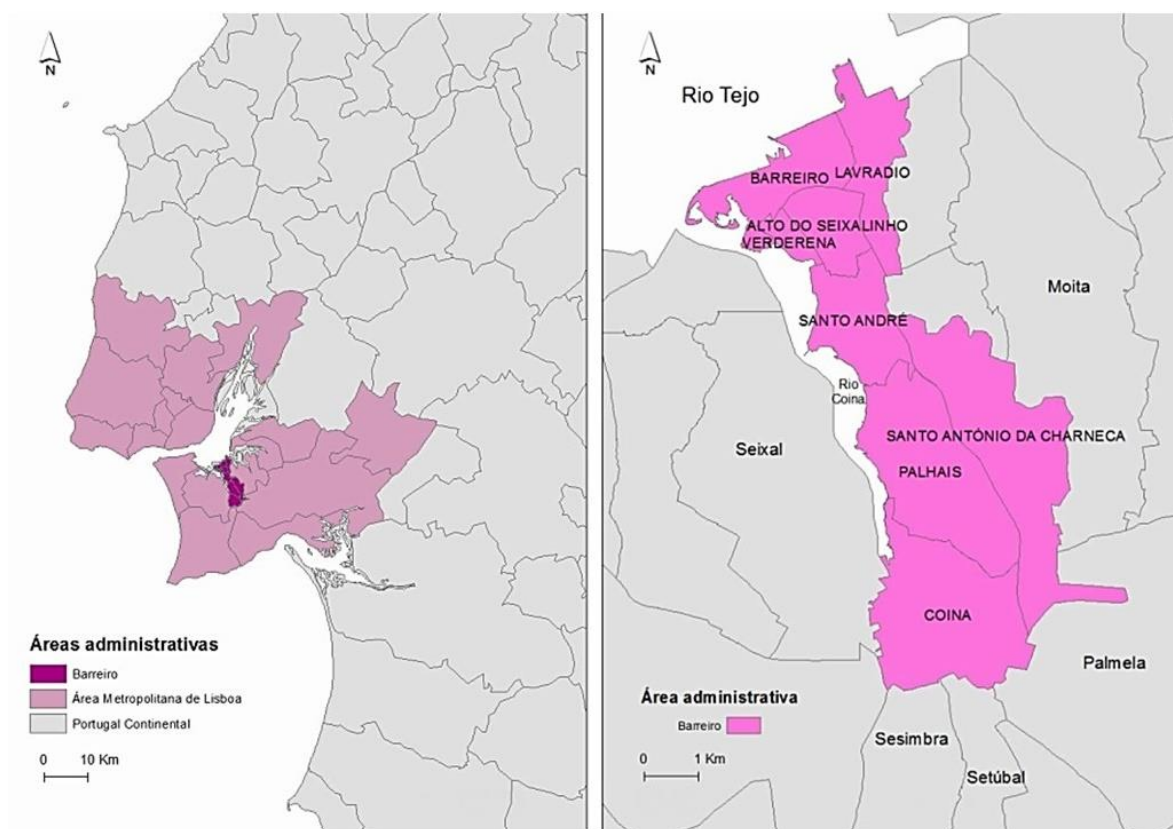 N
Áreas administrativas
Barreiro
Área Metropolitana de Lisboa
Portugal Continental
0 10 Km
N
Rio Tejo
BARREIRO
LAVRADIO
ALTO DO SEIXALINHO
VERDERENA
Moita
SANTO ANDRÉ
Rio
Coina
SANTO ANTÓNIO DA CHARNECA
Seixal
PALHAIS
COINA
Palmela
Área administrativa
Barreiro
Sesimbra
0 1 Km
Setúbal